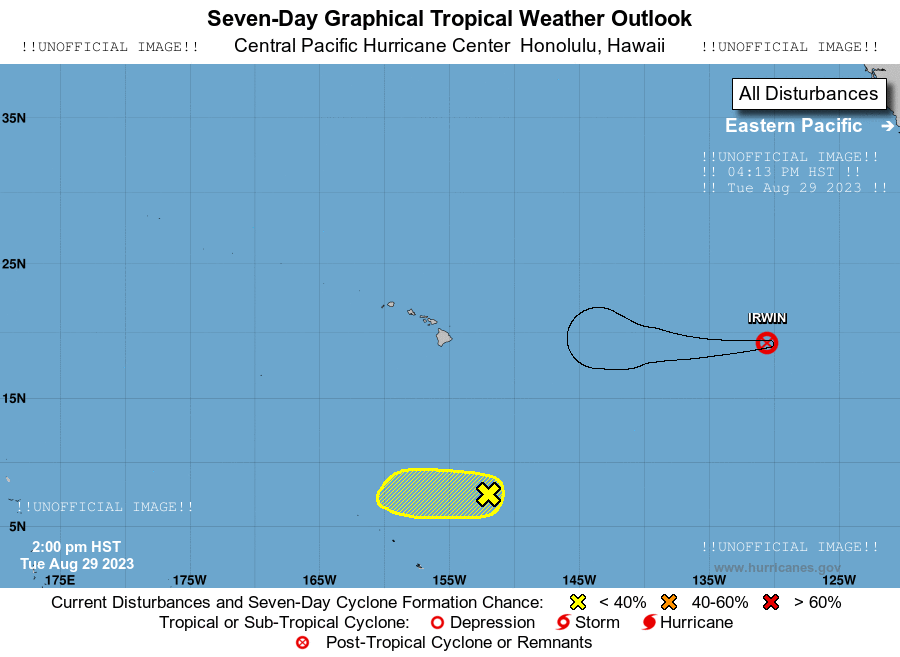 Seven-Day Graphical Tropical Weather Outlook
!!UNOFFICIAL IMAGE!! Central Pacific Hurricane Center Honolulu, Hawaii !!UNOFFICIAL IMAGE!!
All Disturbances
35N
Eastern Pacific ➔
!!UNOFFICIAL IMAGE!!
!! 04:13 PM HST !!
!! Tue Aug 29 2023 !!
25N
IRWIN
15N
!!UNOFFICIAL IMAGE!!
5N
2:00 pm HST
Tue Aug 29 2023
!!UNOFFICIAL IMAGE!!
www.hurricanes.gov
175E 175W 165W 155W 145W 135W 125W
Current Disturbances and Seven-Day Cyclone Formation Chance: < 40% 40-60% > 60%
Tropical or Sub-Tropical Cyclone: Depression Storm Hurricane
Post-Tropical Cyclone or Remnants